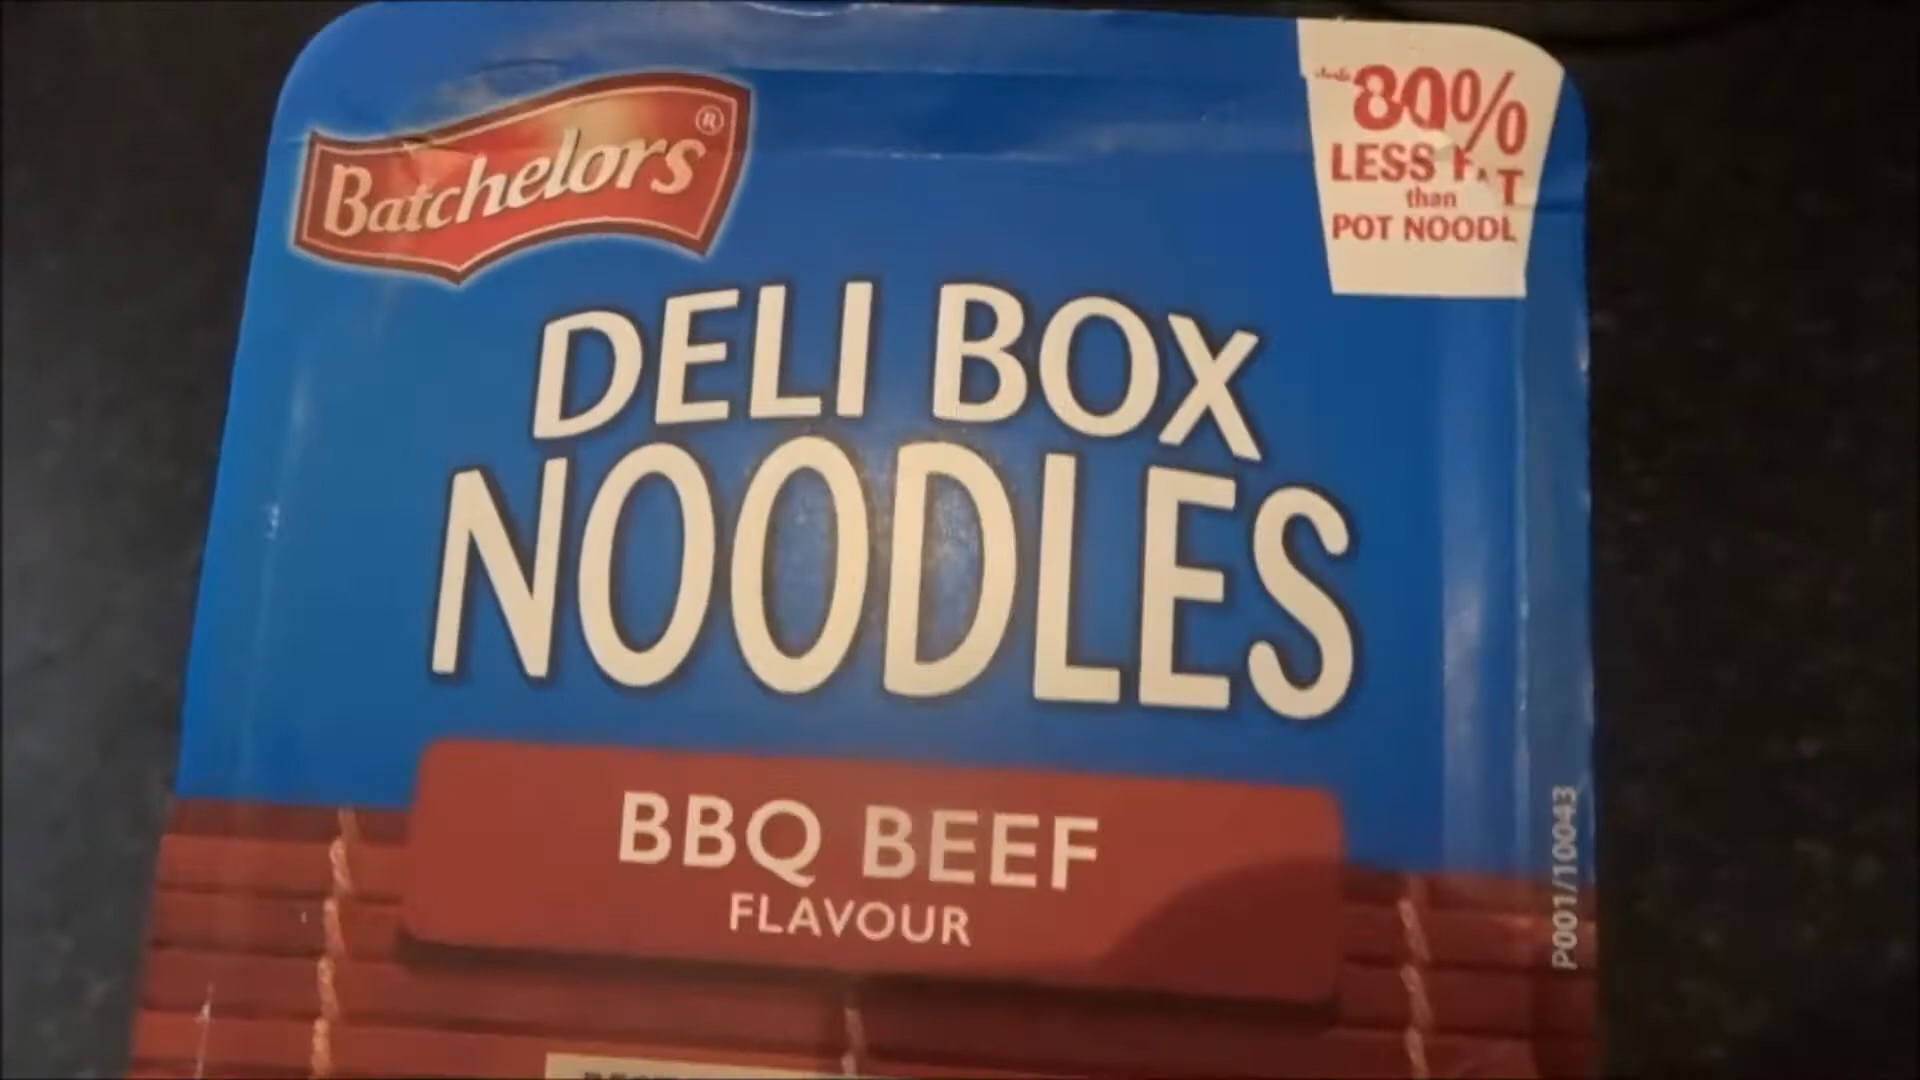 Batchelors®
80%
LESS FAT
than
POT NOODL
DELI BOX
NOODLES
BBQ BEEF
FLAVOUR
P001/10043